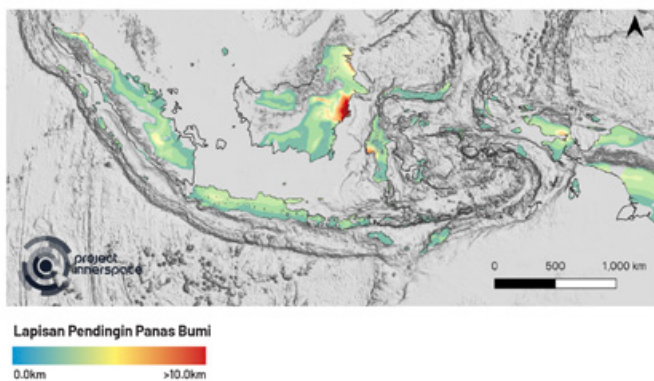 project
innerspace
0 500 1,000 km
Lapisan Pendingin Panas Bumi
0.0km >10.0km